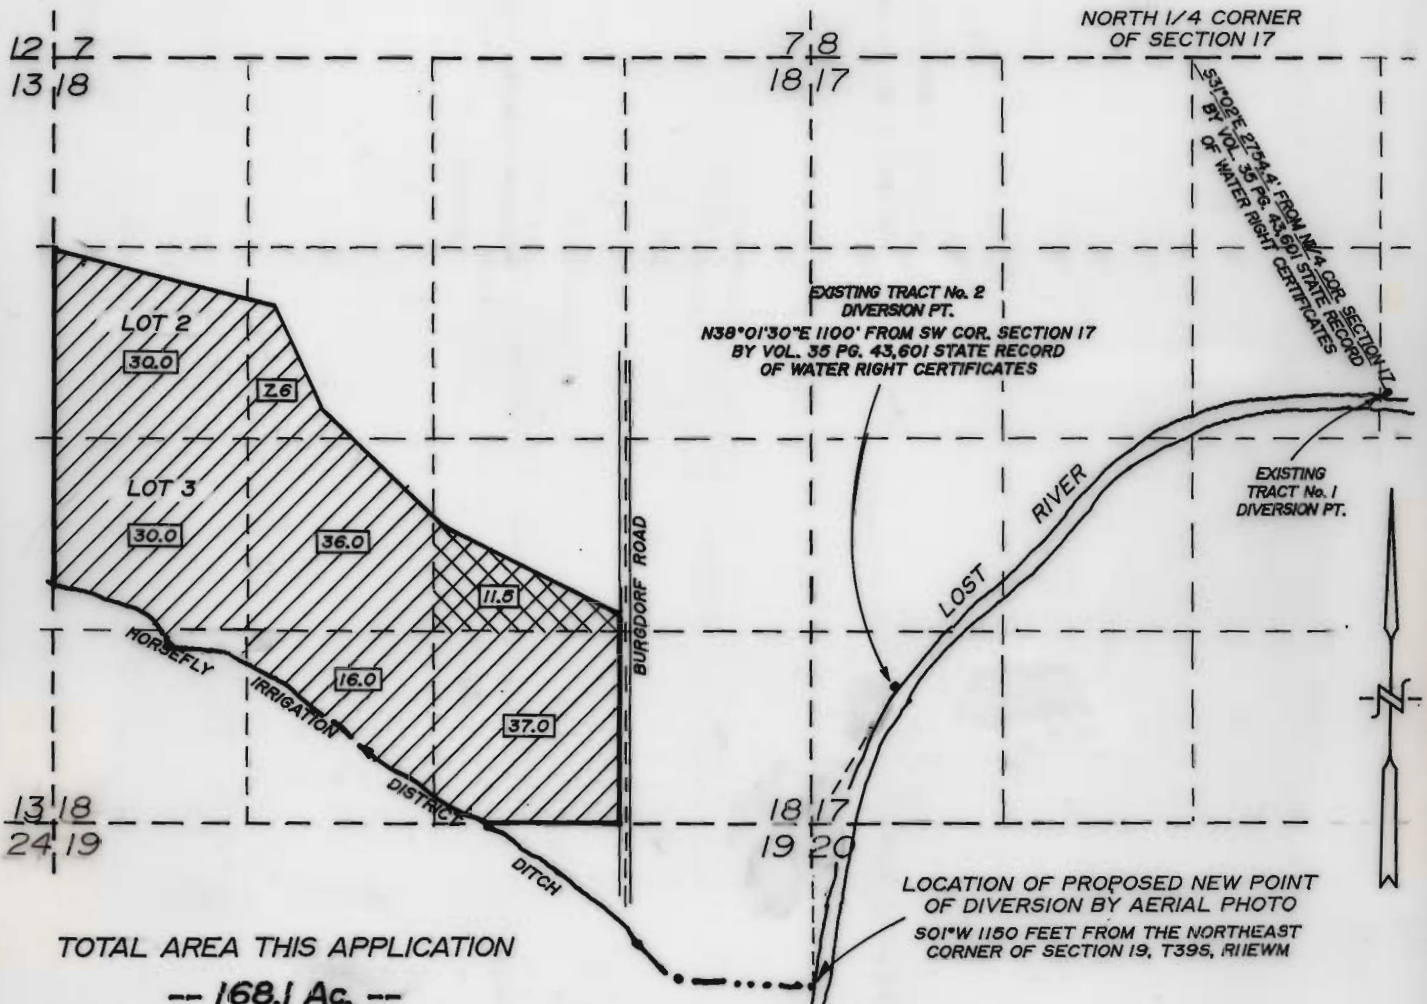 NORTH 1/4 CORNER
OF SECTION 17
12 7
13 18
7 8
18 17
S31°02'E 2754.4' FROM N1/4 COR. SECTION 17
BY VOL. 35 PG. 43,601 STATE RECORD
OF WATER RIGHT CERTIFICATES
EXISTING TRACT No. 2
DIVERSION PT.
N38°01'30"E 1100' FROM SW COR. SECTION 17
BY VOL. 35 PG. 43,601 STATE RECORD
OF WATER RIGHT CERTIFICATES
LOT 2
30.0
7.6
LOT 3
30.0
36.0
11.5
EXISTING
TRACT No. 1
DIVERSION PT.
LOST RIVER
BURGDORF ROAD
N
16.0
37.0
HORSEFLY IRRIGATION DISTRICT DITCH
13 18
24 19
18 17
19 20
LOCATION OF PROPOSED NEW POINT
OF DIVERSION BY AERIAL PHOTO
S01°W 1150 FEET FROM THE NORTHEAST
CORNER OF SECTION 19, T39S, R11EWM
TOTAL AREA THIS APPLICATION
-- 168.1 Ac. --